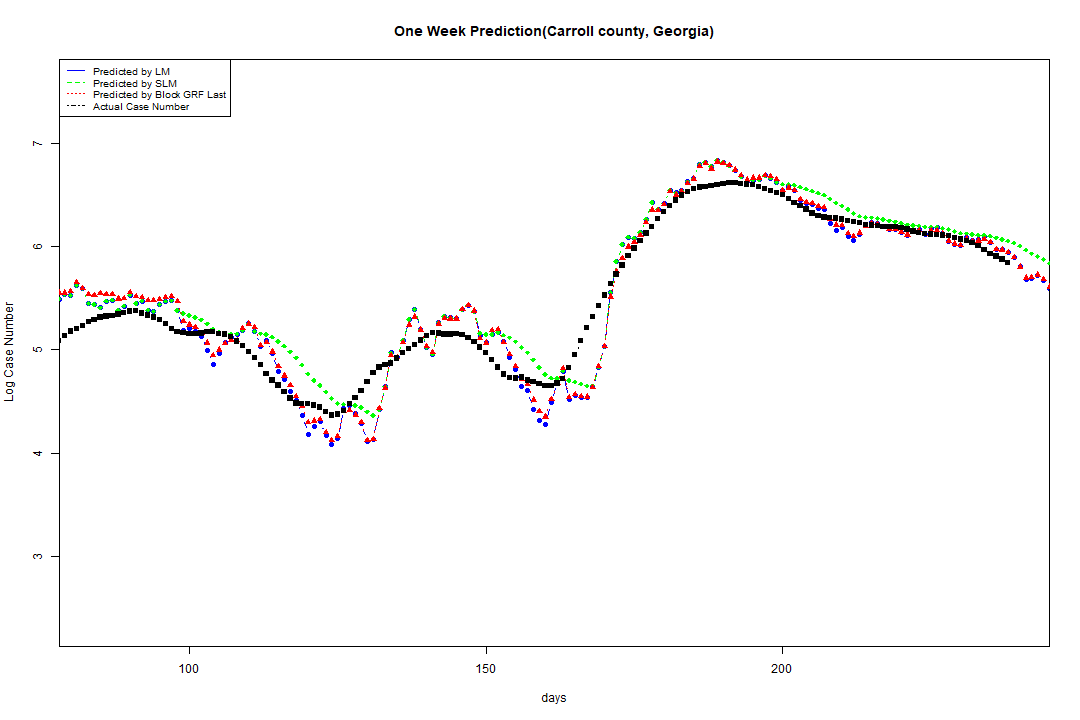 One Week Prediction(Carroll county, Georgia)
Predicted by LM
Predicted by SLM
Predicted by Block GRF Last
Actual Case Number
7
6
5
4
3
Log Case Number
100 150 200
days